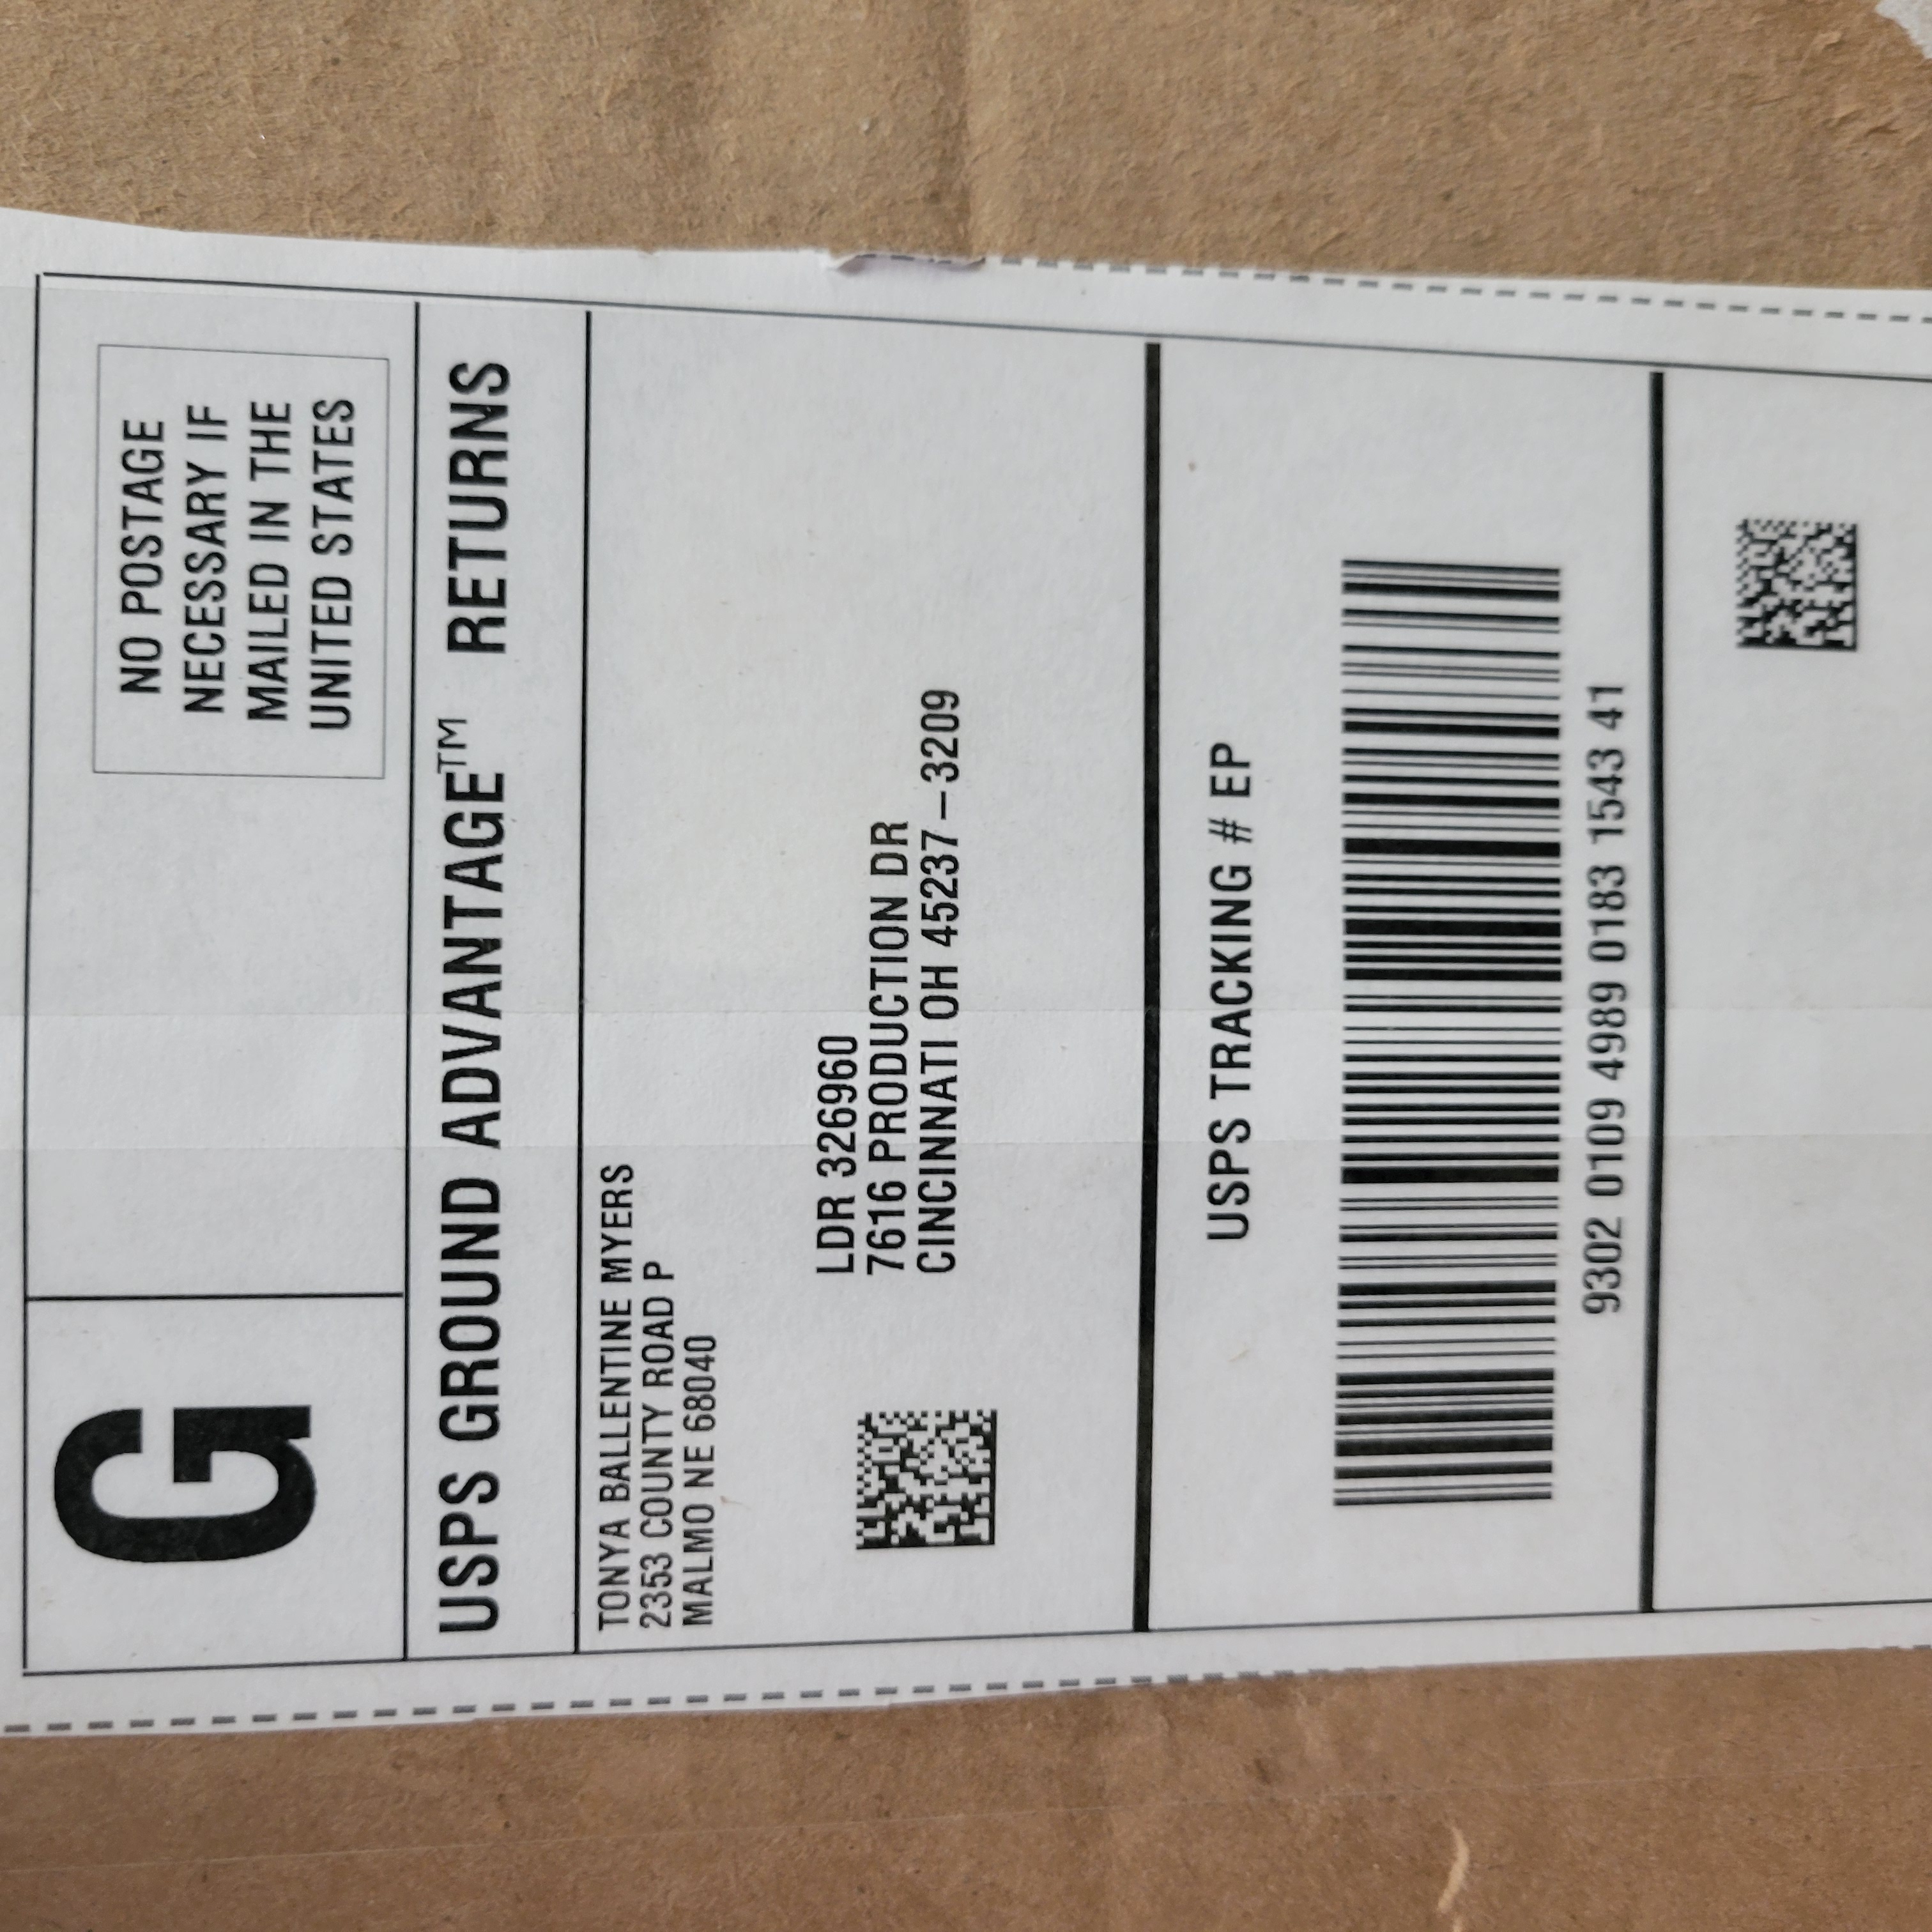 G
NO POSTAGE
NECESSARY IF
MAILED IN THE
UNITED STATES
USPS GROUND ADVANTAGE™ RETURNS
TONYA BALLENTINE MYERS
2353 COUNTY ROAD P
MALMO NE 68040
LDR 326960
7616 PRODUCTION DR
CINCINNATI OH 45237-3209
USPS TRACKING # EP
9302 0109 4989 0183 1543 41